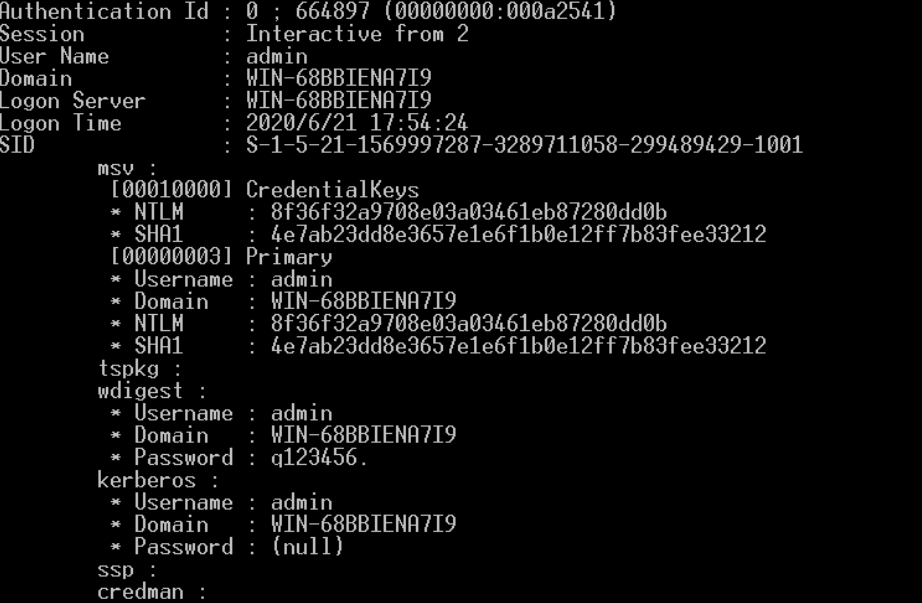 Authentication Id : 0 ; 664897 (00000000:000a2541)
Session           : Interactive from 2
User Name         : admin
Domain            : WIN-68BBIENA7I9
Logon Server      : WIN-68BBIENA7I9
Logon Time        : 2020/6/21 17:54:24
SID               : S-1-5-21-1569997287-3289711058-299489429-1001
        msv :
         [00010000] CredentialKeys
         * NTLM     : 8f36f32a9708e03a03461eb87280dd0b
         * SHA1     : 4e7ab23dd8e3657e1e6f1b0e12ff7b83fee33212
         [00000003] Primary
         * Username : admin
         * Domain   : WIN-68BBIENA7I9
         * NTLM     : 8f36f32a9708e03a03461eb87280dd0b
         * SHA1     : 4e7ab23dd8e3657e1e6f1b0e12ff7b83fee33212
        tspkg :
        wdigest :
         * Username : admin
         * Domain   : WIN-68BBIENA7I9
         * Password : q123456.
        kerberos :
         * Username : admin
         * Domain   : WIN-68BBIENA7I9
         * Password : (null)
        ssp :
        credman :